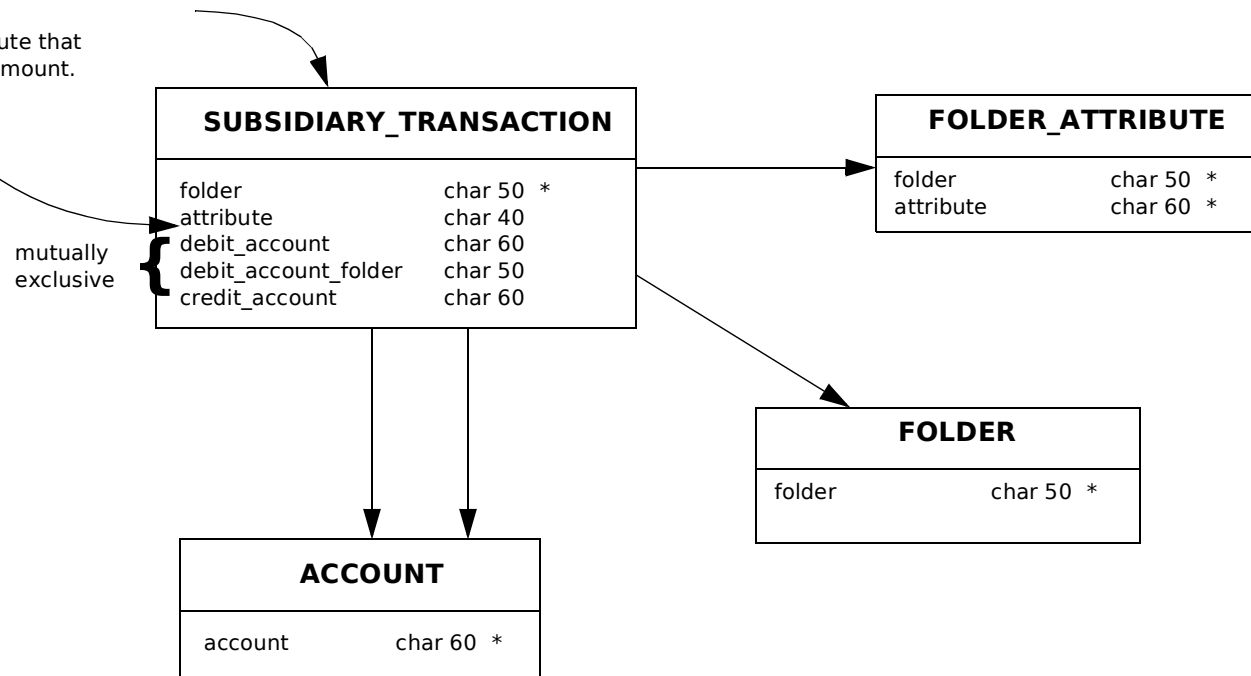 ute that
mount.
SUBSIDIARY_TRANSACTION
folder char 50 *
attribute char 40
debit_account char 60
debit_account_folder char 50
credit_account char 60
mutually
exclusive
{
FOLDER_ATTRIBUTE
folder char 50 *
attribute char 60 *
FOLDER
folder char 50 *
ACCOUNT
account char 60 *